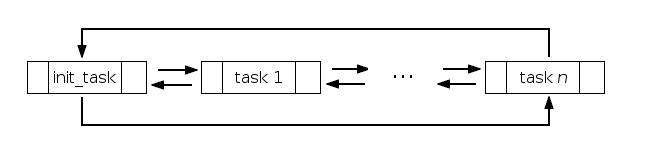 init_task task 1 ... task n